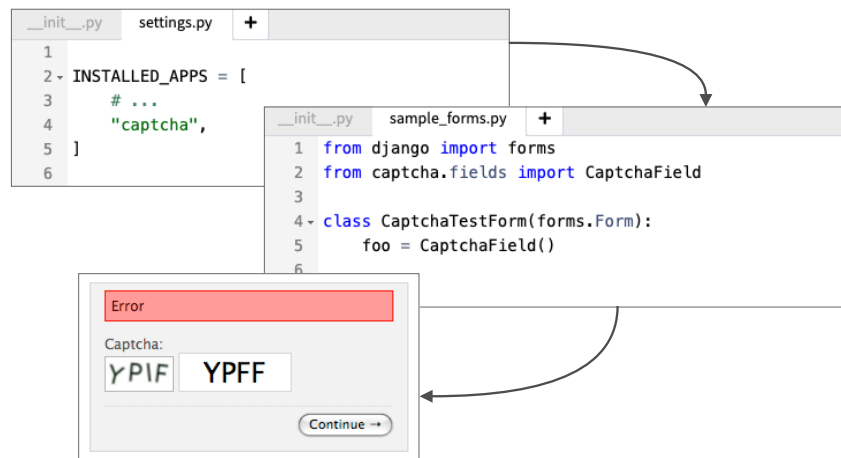 __init__.py settings.py +
1
2 INSTALLED_APPS = [
3 # ...
4 "captcha",
5 ]
6
__init__.py sample_forms.py +
1 from django import forms
2 from captcha.fields import CaptchaField
3
4 class CaptchaTestForm(forms.Form):
5 foo = CaptchaField()
6
Error
Captcha:
YPIF YPFF
Continue →